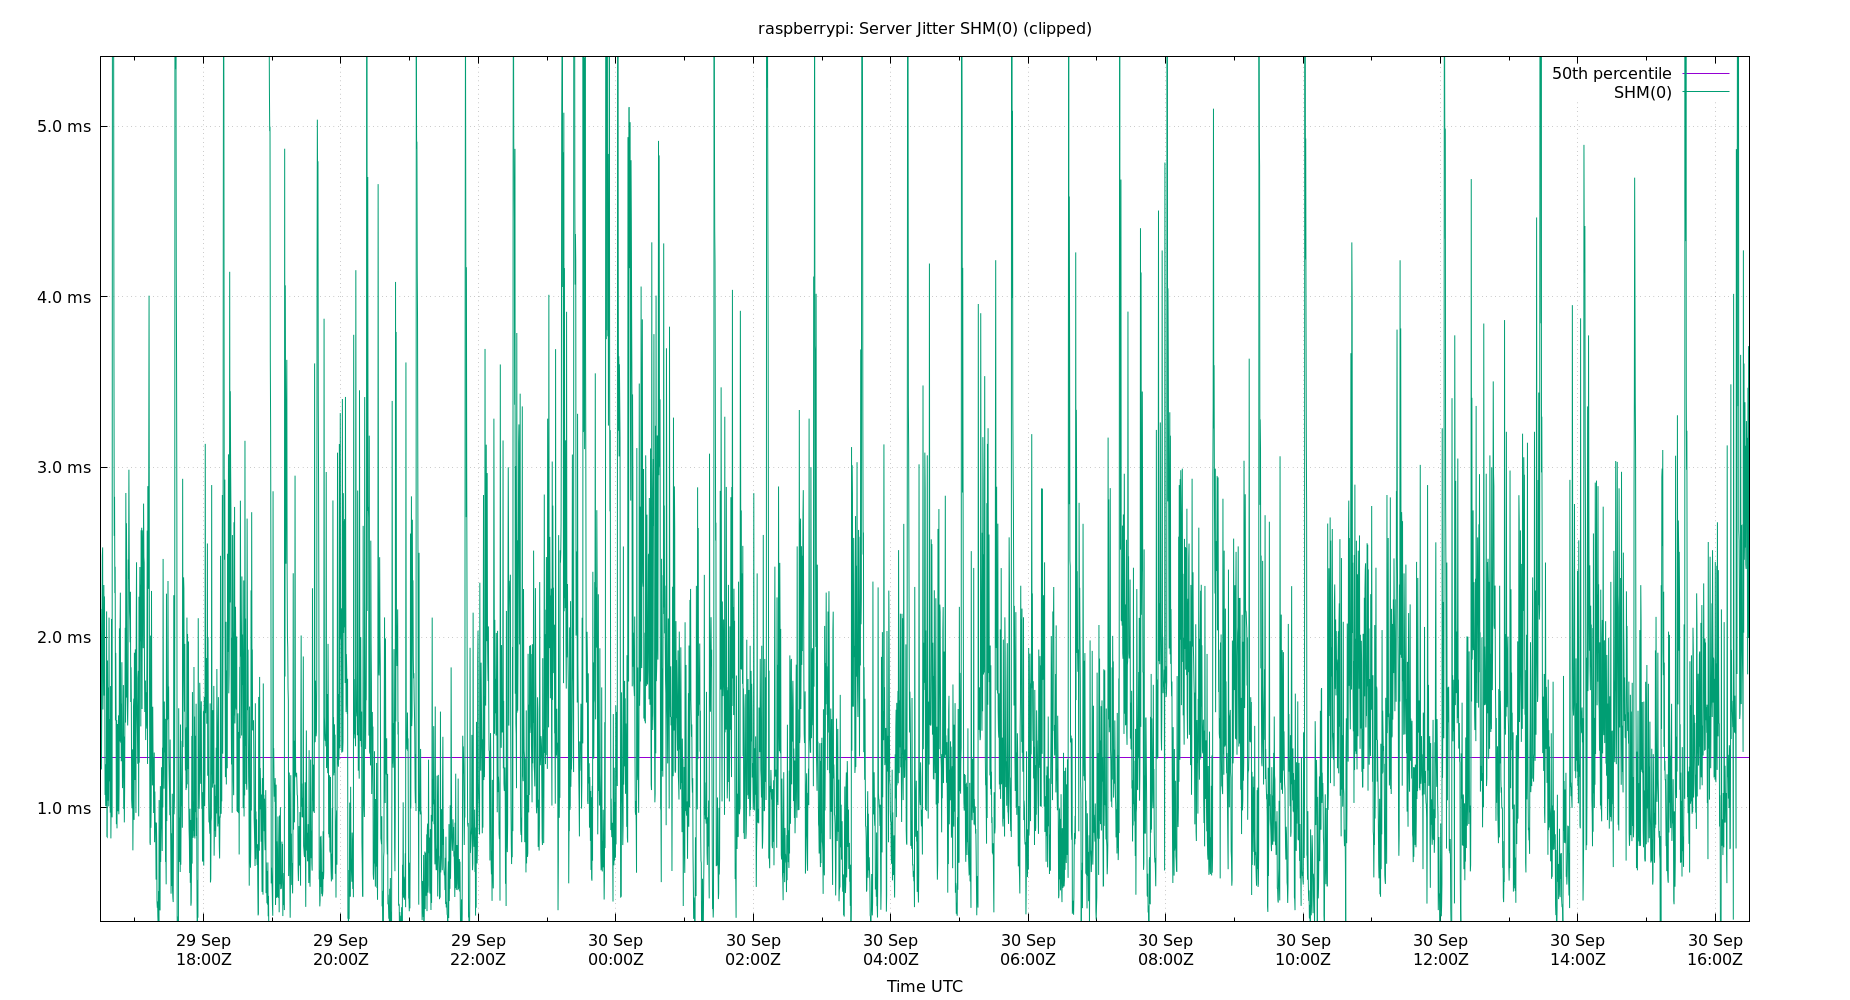 raspberrypi: Server Jitter SHM(0) (clipped)
50th percentile
SHM(0)
5.0 ms
4.0 ms
3.0 ms
2.0 ms
1.0 ms
29 Sep 29 Sep 29 Sep 30 Sep 30 Sep 30 Sep 30 Sep 30 Sep 30 Sep 30 Sep 30 Sep 30 Sep
18:00Z 20:00Z 22:00Z 00:00Z 02:00Z 04:00Z 06:00Z 08:00Z 10:00Z 12:00Z 14:00Z 16:00Z
Time UTC